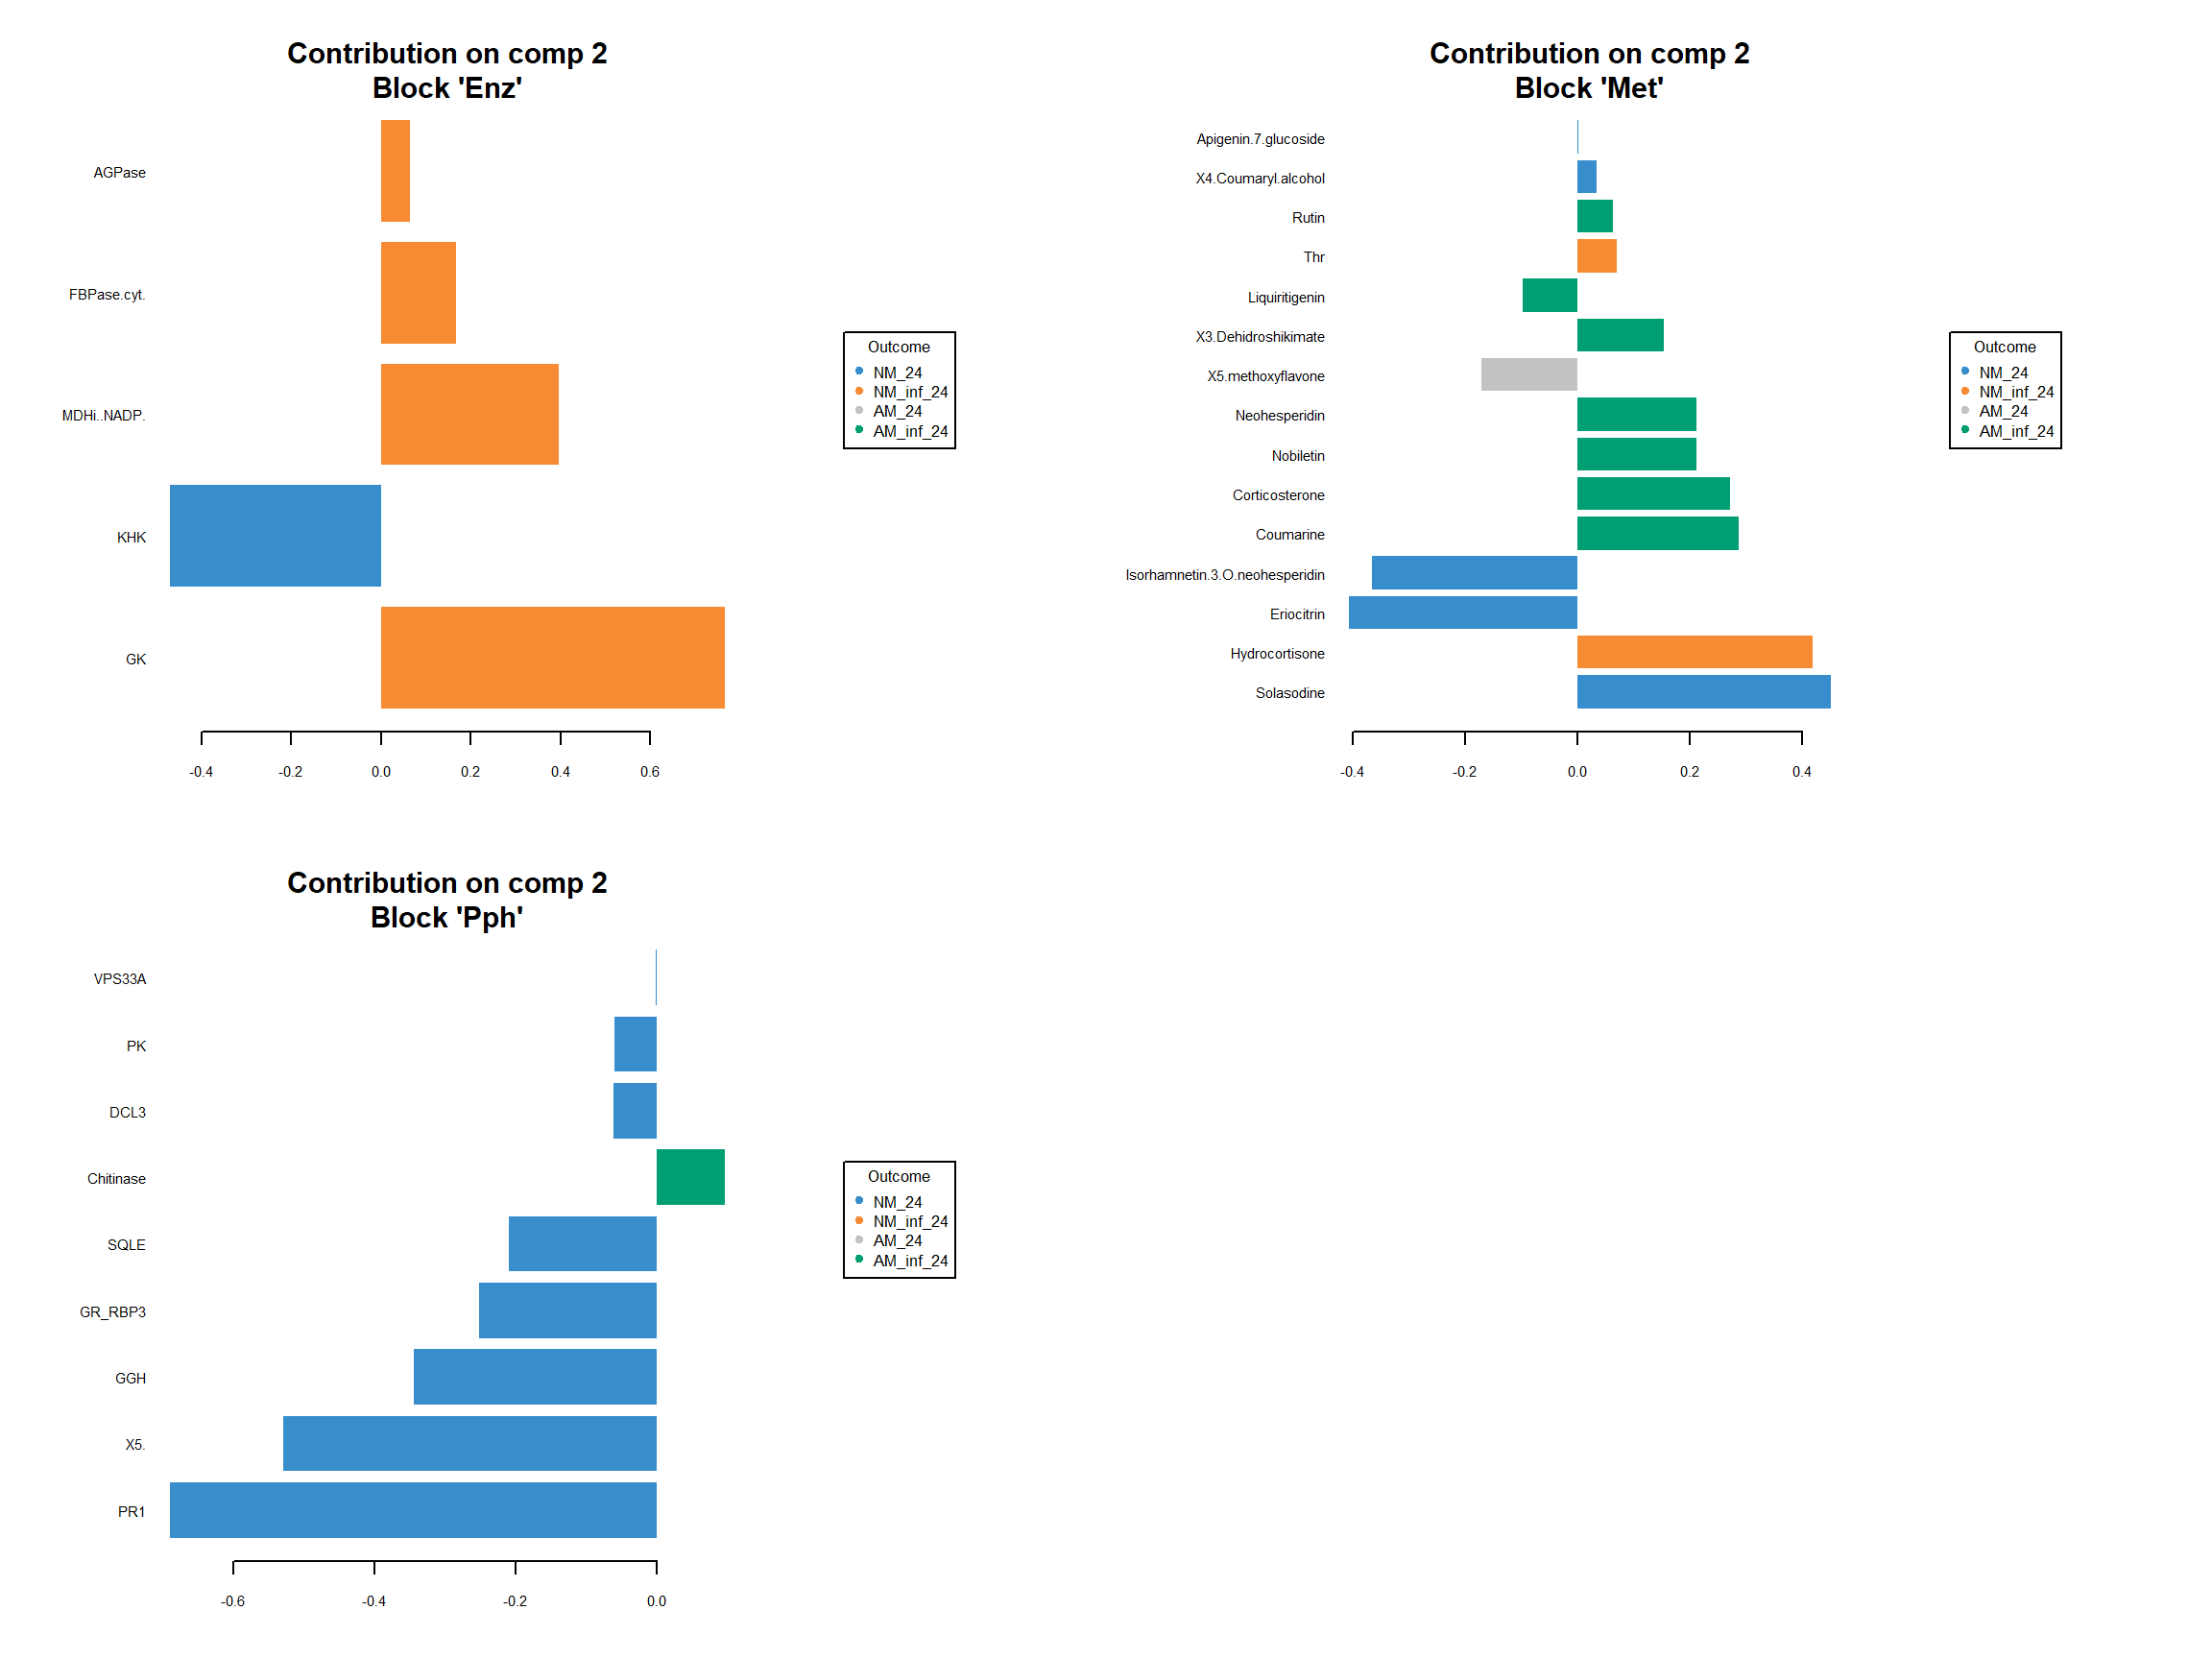 Contribution on comp 2
Block 'Enz'
AGPase
FBPase.cyt.
MDHi..NADP.
KHK
GK
-0.4 -0.2 0.0 0.2 0.4 0.6
Outcome
NM_24
NM_inf_24
AM_24
AM_inf_24
Contribution on comp 2
Block 'Met'
Apigenin.7.glucoside
X4.Coumaryl.alcohol
Rutin
Thr
Liquiritigenin
X3.Dehidroshikimate
X5.methoxyflavone
Neohesperidin
Nobiletin
Corticosterone
Coumarine
Isorhamnetin.3.O.neohesperidin
Eriocitrin
Hydrocortisone
Solasodine
-0.4 -0.2 0.0 0.2 0.4
Outcome
NM_24
NM_inf_24
AM_24
AM_inf_24
Contribution on comp 2
Block 'Pph'
VPS33A
PK
DCL3
Chitinase
SQLE
GR_RBP3
GGH
X5.
PR1
-0.6 -0.4 -0.2 0.0
Outcome
NM_24
NM_inf_24
AM_24
AM_inf_24